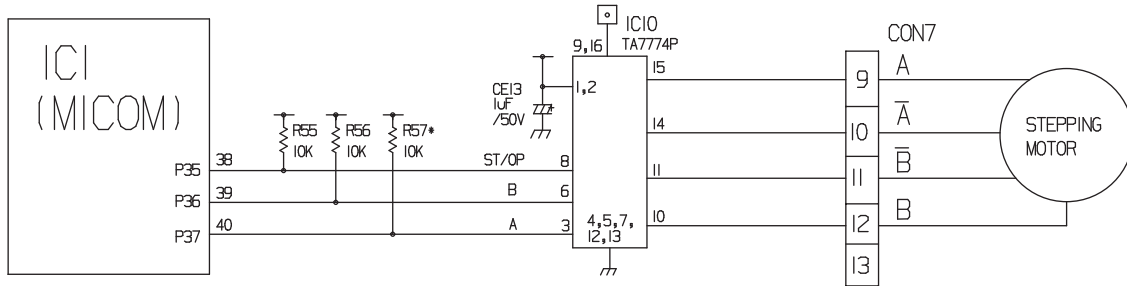 IC1
(MICOM)
P35
P36
P37
38
39
40
R55
10K
R56
10K
R57*
10K
ST/OP
B
A
CE13
1uF
/50V
+
9,16
IC10
TA7774P
1,2
8
6
3
4,5,7,
12,13
15
14
11
10
CON7
9
10
11
12
13
A
A̅
B̅
B
STEPPING
MOTOR